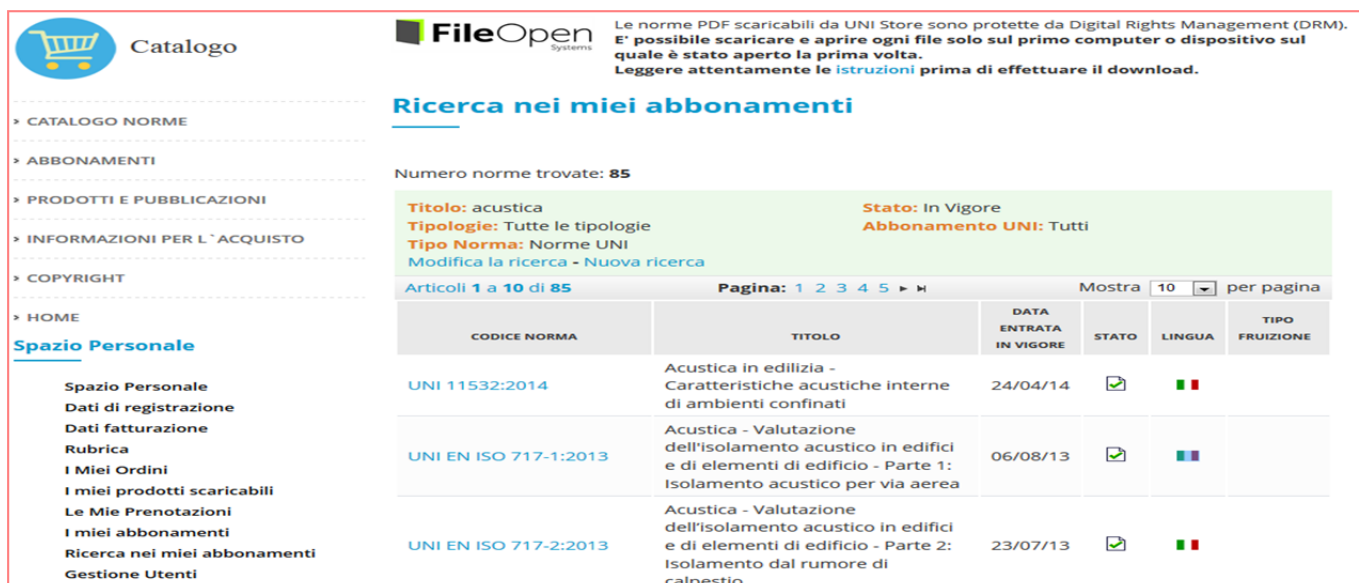 Catalogo
FileOpen
Systems
Le norme PDF scaricabili da UNI Store sono protette da Digital Rights Management (DRM).
E' possibile scaricare e aprire ogni file solo sul primo computer o dispositivo sul
quale è stato aperto la prima volta.
Leggere attentamente le istruzioni prima di effettuare il download.
› CATALOGO NORME
› ABBONAMENTI
› PRODOTTI E PUBBLICAZIONI
› INFORMAZIONI PER L`ACQUISTO
› COPYRIGHT
› HOME
Spazio Personale
Spazio Personale
Dati di registrazione
Dati fatturazione
Rubrica
I Miei Ordini
I miei prodotti scaricabili
Le Mie Prenotazioni
I miei abbonamenti
Ricerca nei miei abbonamenti
Gestione Utenti
Ricerca nei miei abbonamenti
Numero norme trovate: 85
Titolo: acustica Stato: In Vigore
Tipologie: Tutte le tipologie Abbonamento UNI: Tutti
Tipo Norma: Norme UNI
Modifica la ricerca - Nuova ricerca
Articoli 1 a 10 di 85 Pagina: 1 2 3 4 5 Mostra 10 per pagina
CODICE NORMA TITOLO DATA ENTRATA IN VIGORE STATO LINGUA TIPO FRUIZIONE
UNI 11532:2014
Acustica in edilizia -
Caratteristiche acustiche interne
di ambienti confinati
24/04/14
UNI EN ISO 717-1:2013
Acustica - Valutazione
dell'isolamento acustico in edifici
e di elementi di edificio - Parte 1:
Isolamento acustico per via aerea
06/08/13
UNI EN ISO 717-2:2013
Acustica - Valutazione
dell'isolamento acustico in edifici
e di elementi di edificio - Parte 2:
Isolamento dal rumore di
calpestio
23/07/13